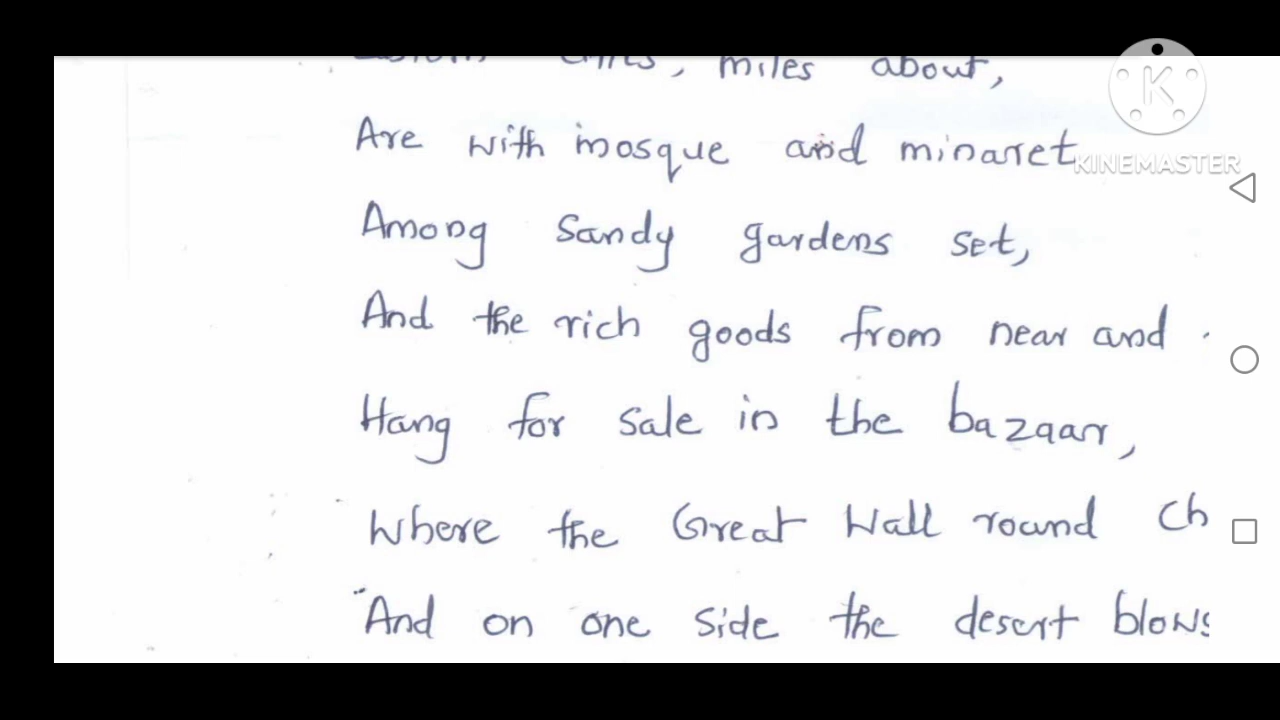 miles about,
Are with mosque and minaret
KINEMASTER
Among sandy gardens set,
And the rich goods from near and
Hang for sale in the bazaar,
Where the Great Wall round Ch
And on one side the desert blows